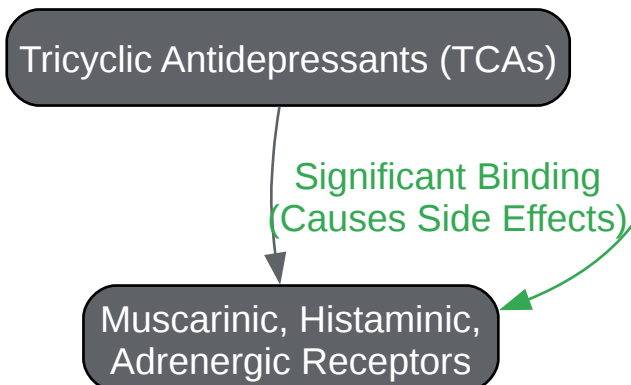 Tricyclic Antidepressants (TCAs)
Significant Binding
(Causes Side Effects)
Muscarinic, Histaminic,
Adrenergic Receptors